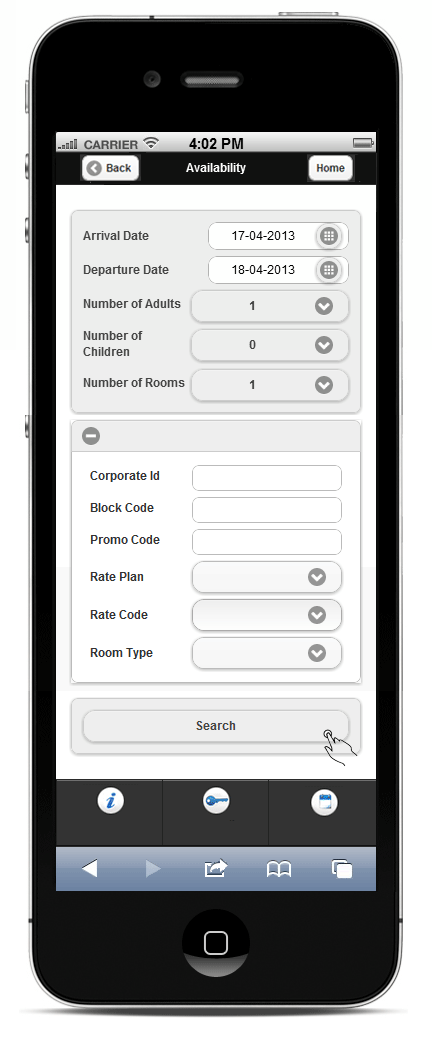 CARRIER 4:02 PM
Back Availability Home
Arrival Date 17-04-2013
Departure Date 18-04-2013
Number of Adults 1
Number of
Children 0
Number of Rooms 1
Corporate Id
Block Code
Promo Code
Rate Plan
Rate Code
Room Type
Search
i